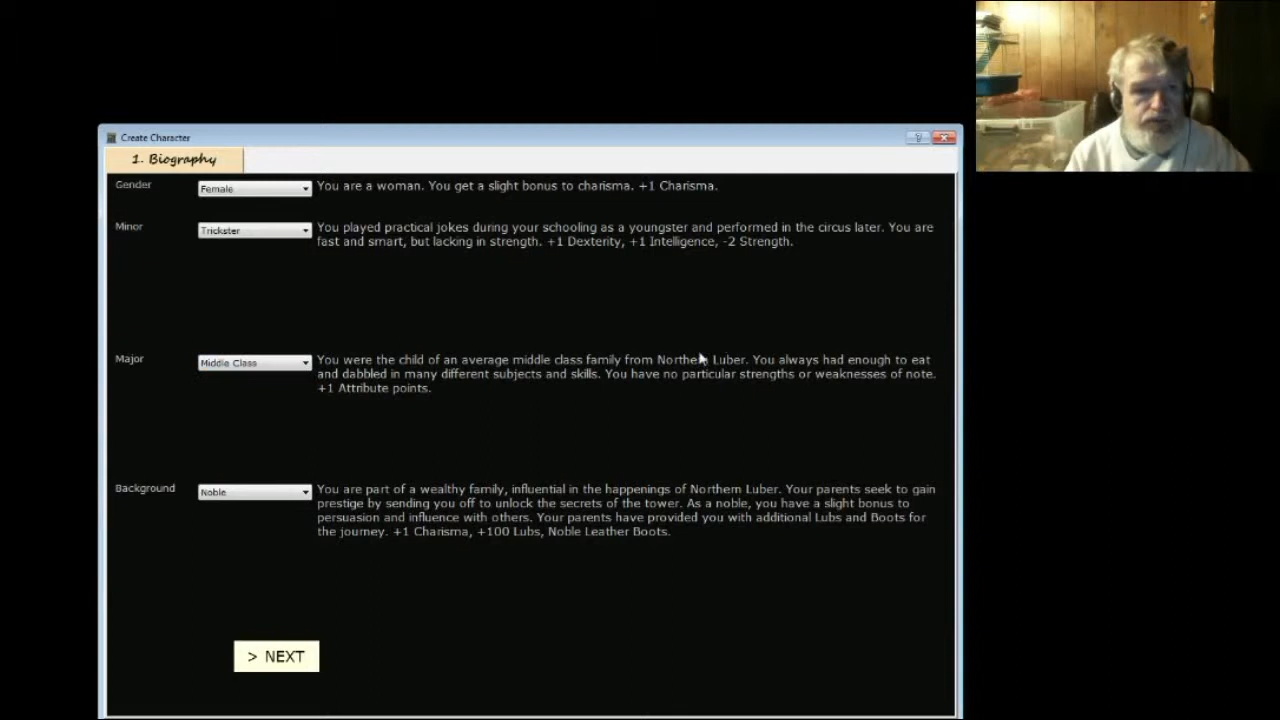 Create Character
1. Biography
Gender
Female
You are a woman. You get a slight bonus to charisma. +1 Charisma.
Minor
Trickster
You played practical jokes during your schooling as a youngster and performed in the circus later. You are
fast and smart, but lacking in strength. +1 Dexterity, +1 Intelligence, -2 Strength.
Major
Middle Class
You were the child of an average middle class family from Northern Luber. You always had enough to eat
and dabbled in many different subjects and skills. You have no particular strengths or weaknesses of note.
+1 Attribute points.
Background
Noble
You are part of a wealthy family, influential in the happenings of Northern Luber. Your parents seek to gain
prestige by sending you off to unlock the secrets of the tower. As a noble, you have a slight bonus to
persuasion and influence with others. Your parents have provided you with additional Lubs and Boots for
the journey. +1 Charisma, +100 Lubs, Noble Leather Boots.
> NEXT